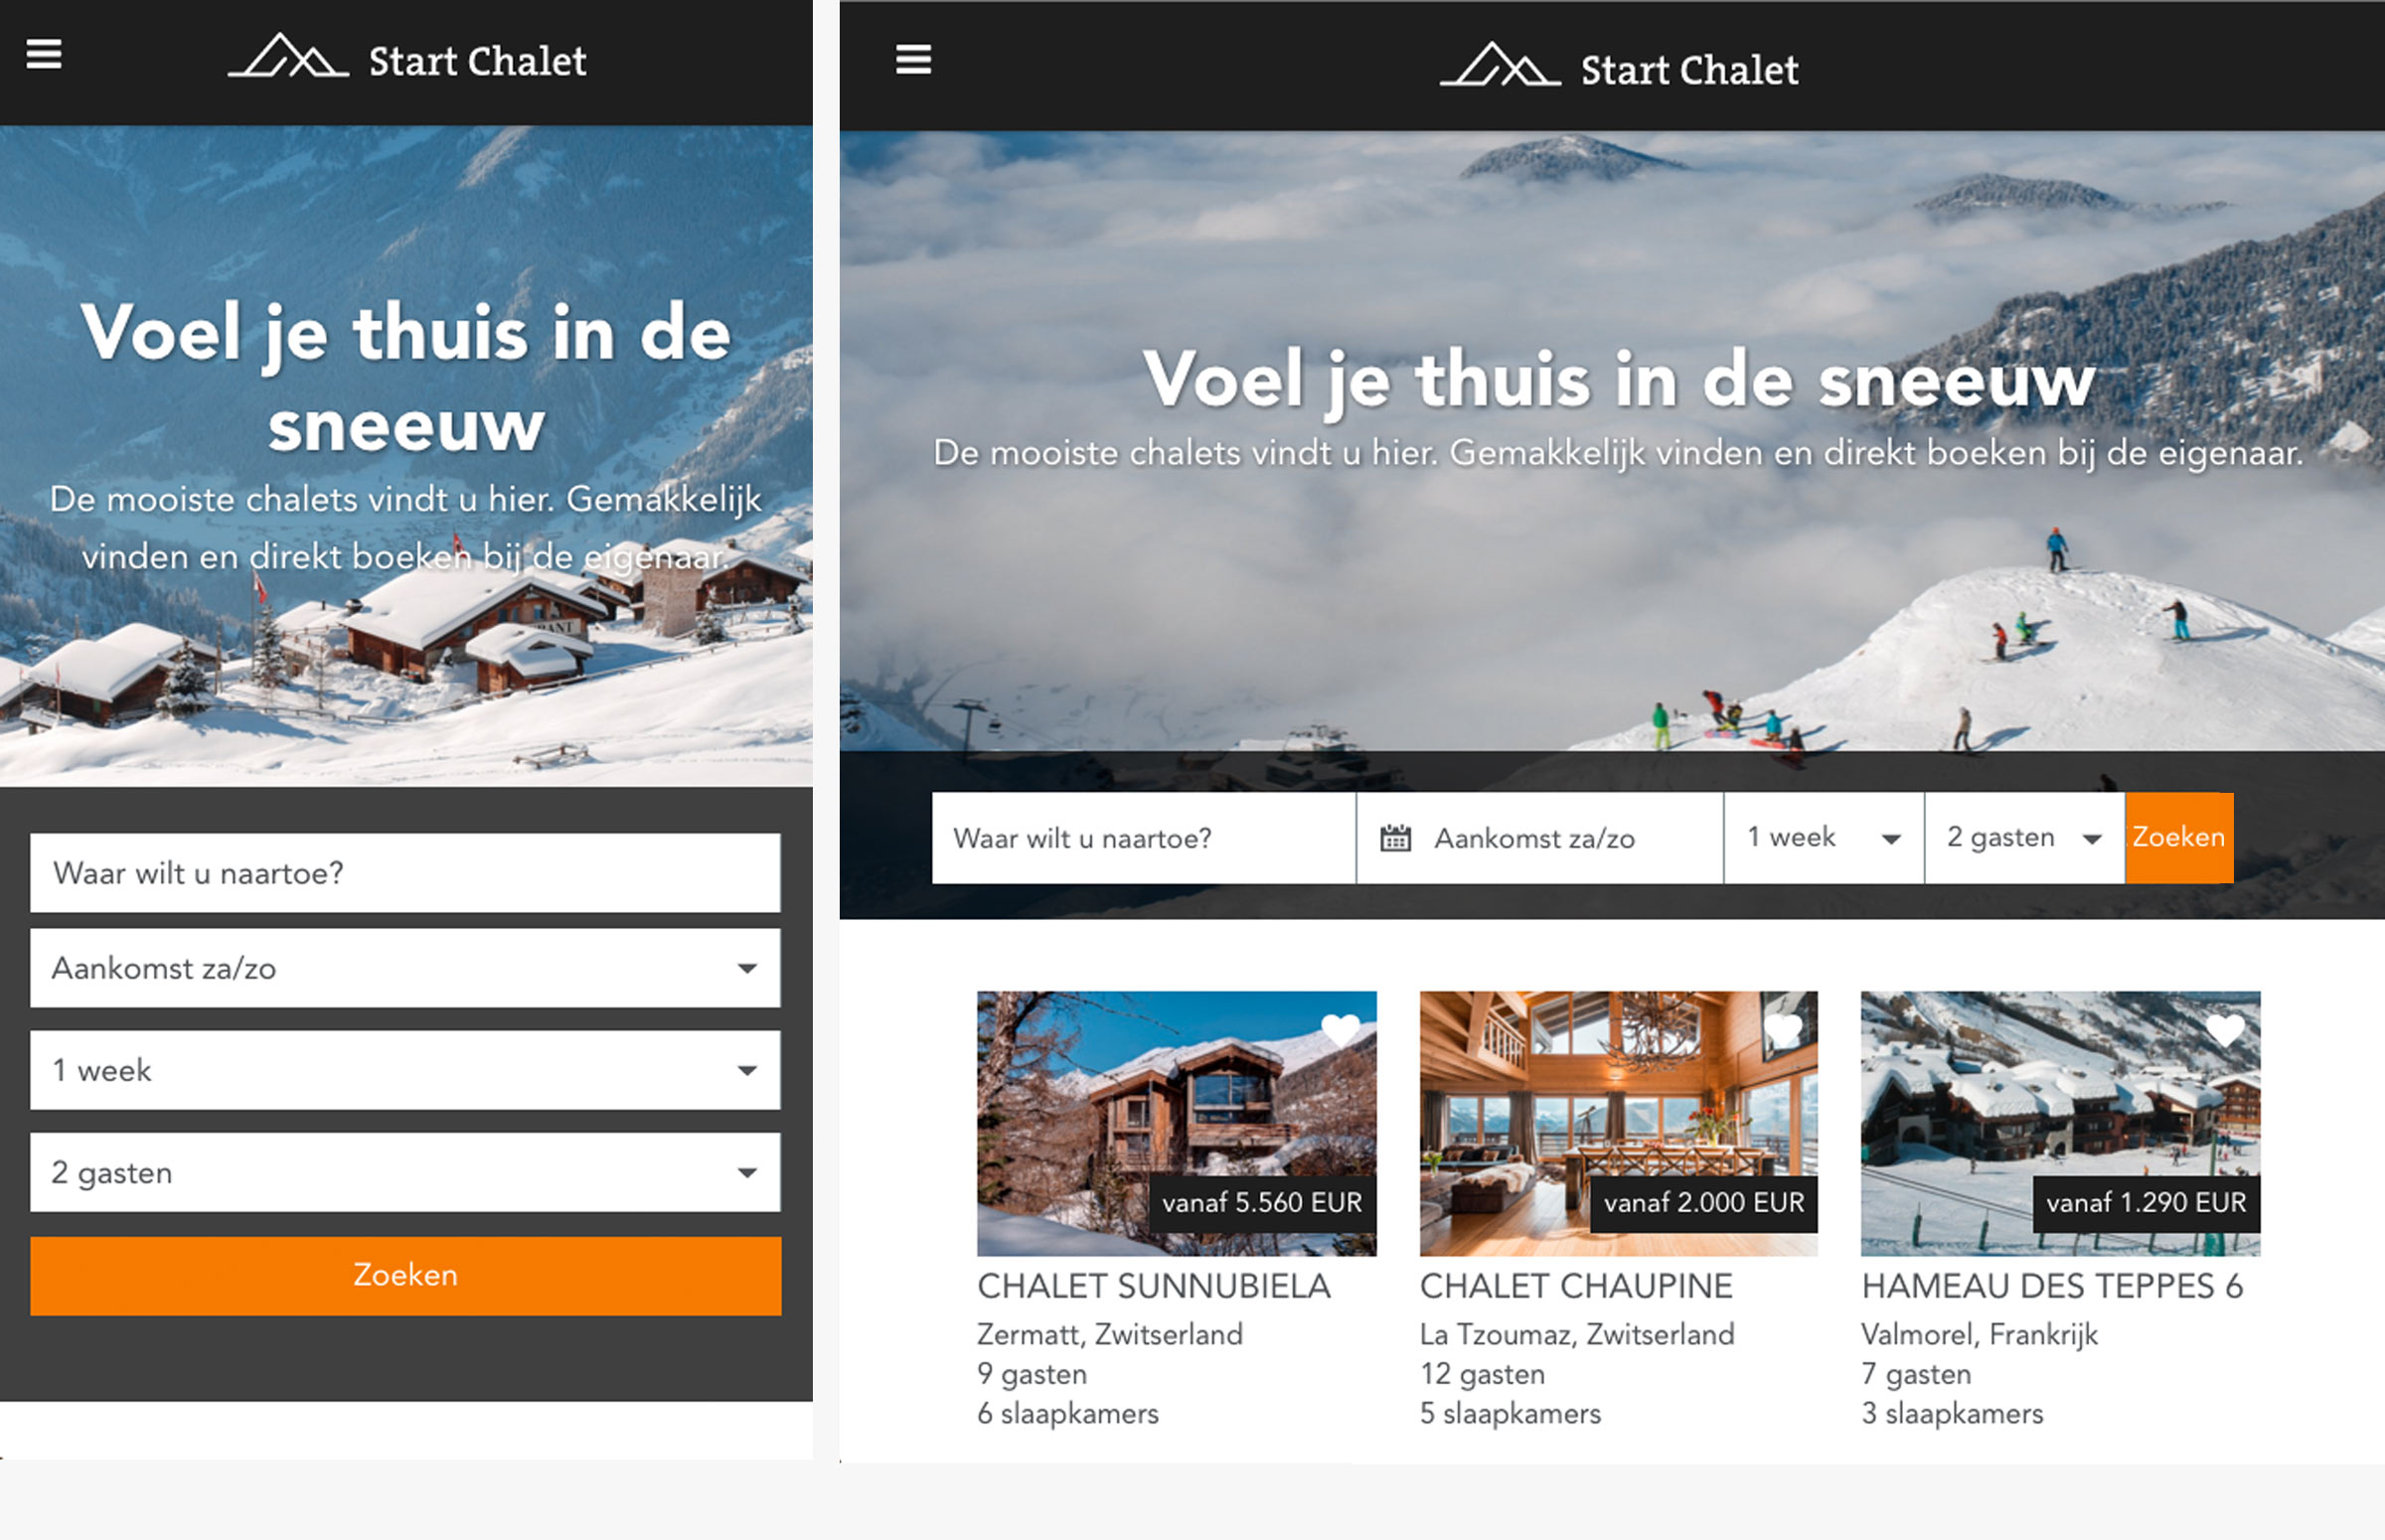 Start Chalet
Voel je thuis in de
sneeuw
De mooiste chalets vindt u hier. Gemakkelijk
vinden en direkt boeken bij de eigenaar.
Waar wilt u naartoe?
Aankomst za/zo
1 week
2 gasten
Zoeken
Start Chalet
Voel je thuis in de sneeuw
De mooiste chalets vindt u hier. Gemakkelijk vinden en direkt boeken bij de eigenaar.
Waar wilt u naartoe? Aankomst za/zo 1 week 2 gasten Zoeken
vanaf 5.560 EUR
CHALET SUNNUBIELA
Zermatt, Zwitserland
9 gasten
6 slaapkamers
vanaf 2.000 EUR
CHALET CHAUPINE
La Tzoumaz, Zwitserland
12 gasten
5 slaapkamers
vanaf 1.290 EUR
HAMEAU DES TEPPES 6
Valmorel, Frankrijk
7 gasten
3 slaapkamers